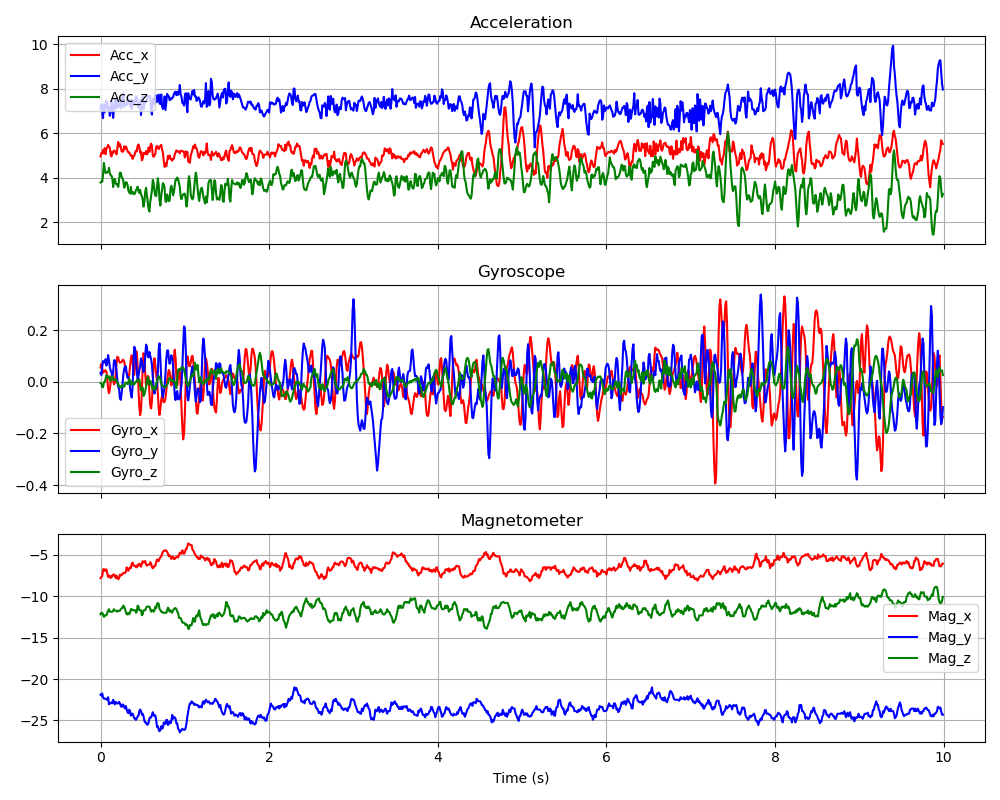 Acceleration
10
8
6
4
2
Acc_x
Acc_y
Acc_z
Gyroscope
0.2
0.0
−0.2
−0.4
Gyro_x
Gyro_y
Gyro_z
Magnetometer
−5
−10
−15
−20
−25
Mag_x
Mag_y
Mag_z
0 2 4 6 8 10
Time (s)